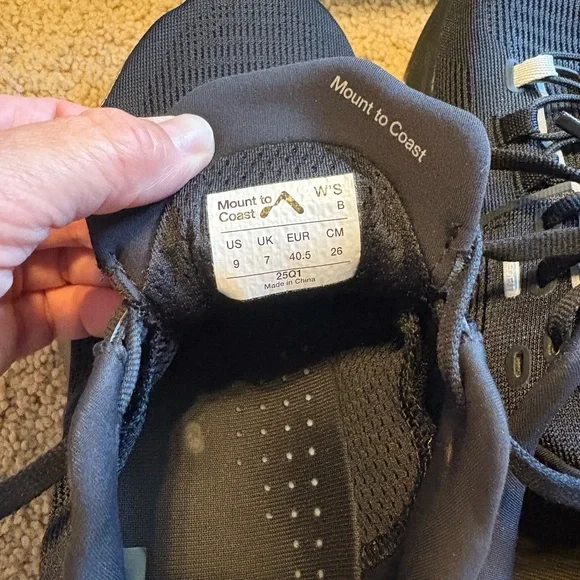 Mount to Coast
Mount to
Coast
W'S
B
US UK EUR CM
9 7 40.5 26
25Q1
Made in China